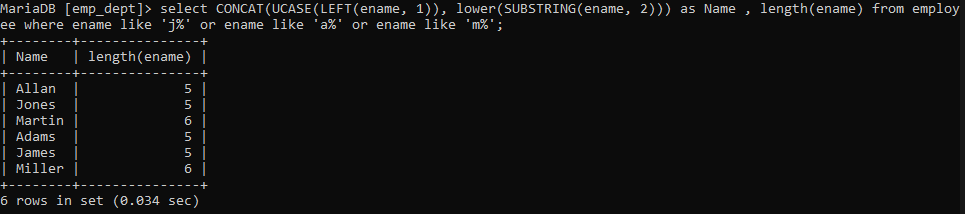 MariaDB [emp_dept]> select CONCAT(UCASE(LEFT(ename, 1)), lower(SUBSTRING(ename, 2))) as Name , length(ename) from employ
ee where ename like 'j%' or ename like 'a%' or ename like 'm%';
+--------+---------------+
| Name   | length(ename) |
+--------+---------------+
| Allan  |             5 |
| Jones  |             5 |
| Martin |             6 |
| Adams  |             5 |
| James  |             5 |
| Miller |             6 |
+--------+---------------+
6 rows in set (0.034 sec)